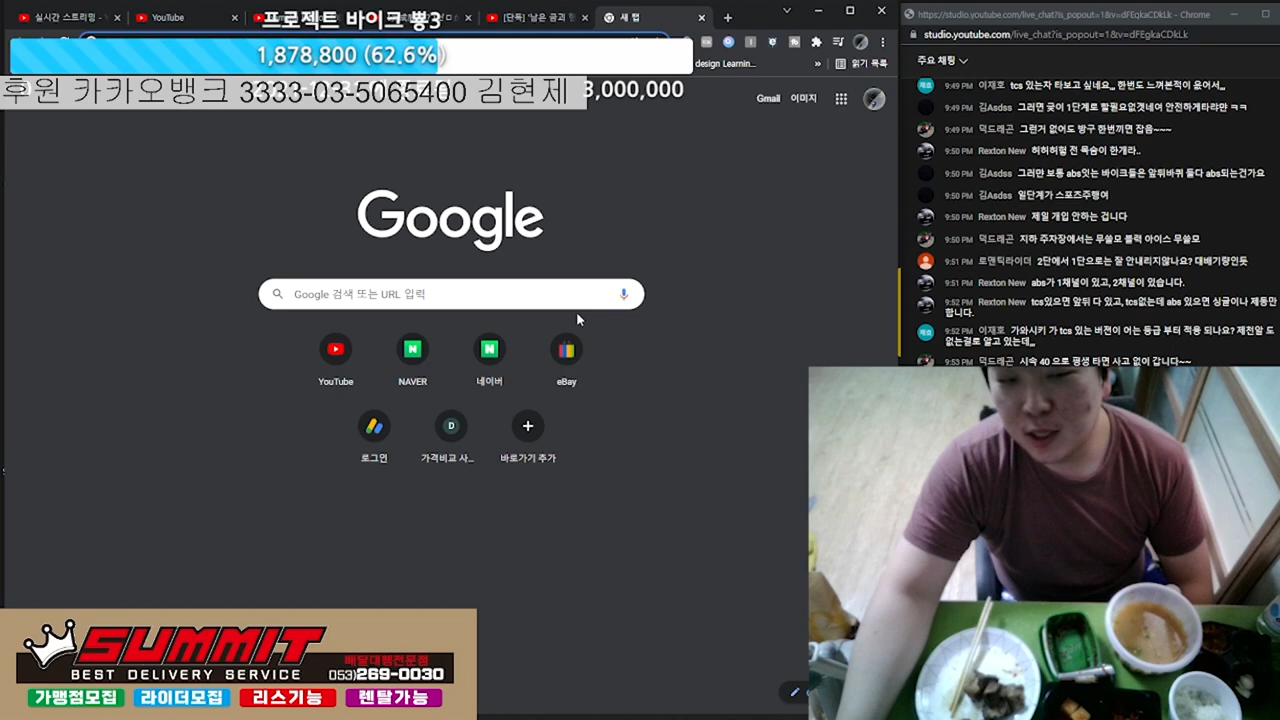 실시간 스트리밍 -
YouTube
[단독] "남은 곰과 행
새 탭
프로젝트 바이크 뽕3
1,878,800 (62.6%)
후원 카카오뱅크 3333-03-5065400 김현제
3,000,000
design Learnin...
»
읽기 목록
Gmail 이미지
Google
Google 검색 또는 URL 입력
YouTube
NAVER
네이버
eBay
로그인
가격비교 사...
바로가기 추가
SUMMIT
BEST DELIVERY SERVICE
배달대행전문점
053)269-0030
가맹점모집 라이더모집 리스기능 렌탈가능
https://studio.youtube.com/live_chat?is_popout=1&v=dFEgkaCDkLk - Chrome
studio.youtube.com/live_chat?is_popout=1&v=dFEgkaCDkLk
주요 채팅
9:49 PM 이재호 tcs 있는자 타보고 싶네요,,, 한번도 느껴본적이 읎어서,,,
9:49 PM 김Asdss 그러면 궂이 1단계로 할필요없겟네여 안전하게타랴만 ㅋㅋ
9:49 PM 덕드래곤 그런거 없어도 방구 한번끼면 잡음~~~
9:50 PM Rexton New 허허허헐 전 목숨이 한개라..
9:50 PM 김Asdss 그러만 보통 abs잇는 바이크들은 앞뒤바퀴 둘다 abs되는건가요
9:50 PM 김Asdss 일단계가 스포즈주행여
9:50 PM Rexton New 제일 개입 안하는 겁니다
9:50 PM 덕드래곤 지하 주자장에서는 무쓸모 블랙 아이스 무쓸모
9:51 PM 로맨틱라이더 2단에서 1단으로는 잘 안내리지않나요? 대배기량인듯
9:51 PM Rexton New abs가 1채널이 있고, 2채널이 있습니다.
9:52 PM Rexton New tcs있으면 앞뒤 다 있고, tcs없는데 abs 있으면 싱글이나 제동만
합니다.
9:52 PM 이재호 가와사키 가 tcs 있는 버젼이 어는 등급 부터 적용 되나요? 제전알 도
없는걸로 알고 있는데,,,
9:53 PM 덕드래곤 시속 40 으로 평생 타면 사고 없이 갑니다~~